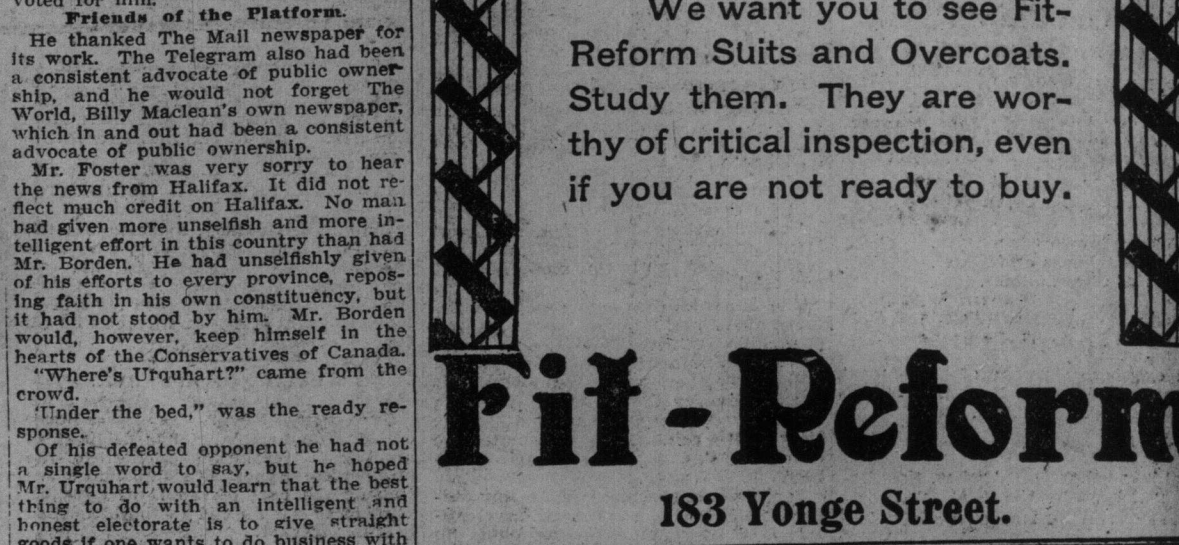 voted for him.
Friends of the Platform.
He thanked The Mail newspaper for
its work. The Telegram also had been
a consistent advocate of public owner-
ship, and he would not forget The
World, Billy Maclean's own newspaper,
which in and out had been a consistent
advocate of public ownership.
Mr. Foster was very sorry to hear
the news from Halifax. It did not re-
flect much credit on Halifax. No man
had given more unselfish and more in-
telligent effort in this country than had
Mr. Borden. He had unselfishly given
of his efforts to every province, repos-
ing faith in his own constituency, but
it had not stood by him. Mr. Borden
would, however, keep himself in the
hearts of the Conservatives of Canada.
"Where's Urquhart?" came from the
crowd.
'Under the bed," was the ready re-
sponse.
Of his defeated opponent he had not
a single word to say, but he hoped
Mr. Urquhart would learn that the best
thing to do with an intelligent and
honest electorate is to give straight
goods if one wants to do business with
We want you to see Fit-
Reform Suits and Overcoats.
Study them. They are wor-
thy of critical inspection, even
if you are not ready to buy.
Fit-Reform
183 Yonge Street.